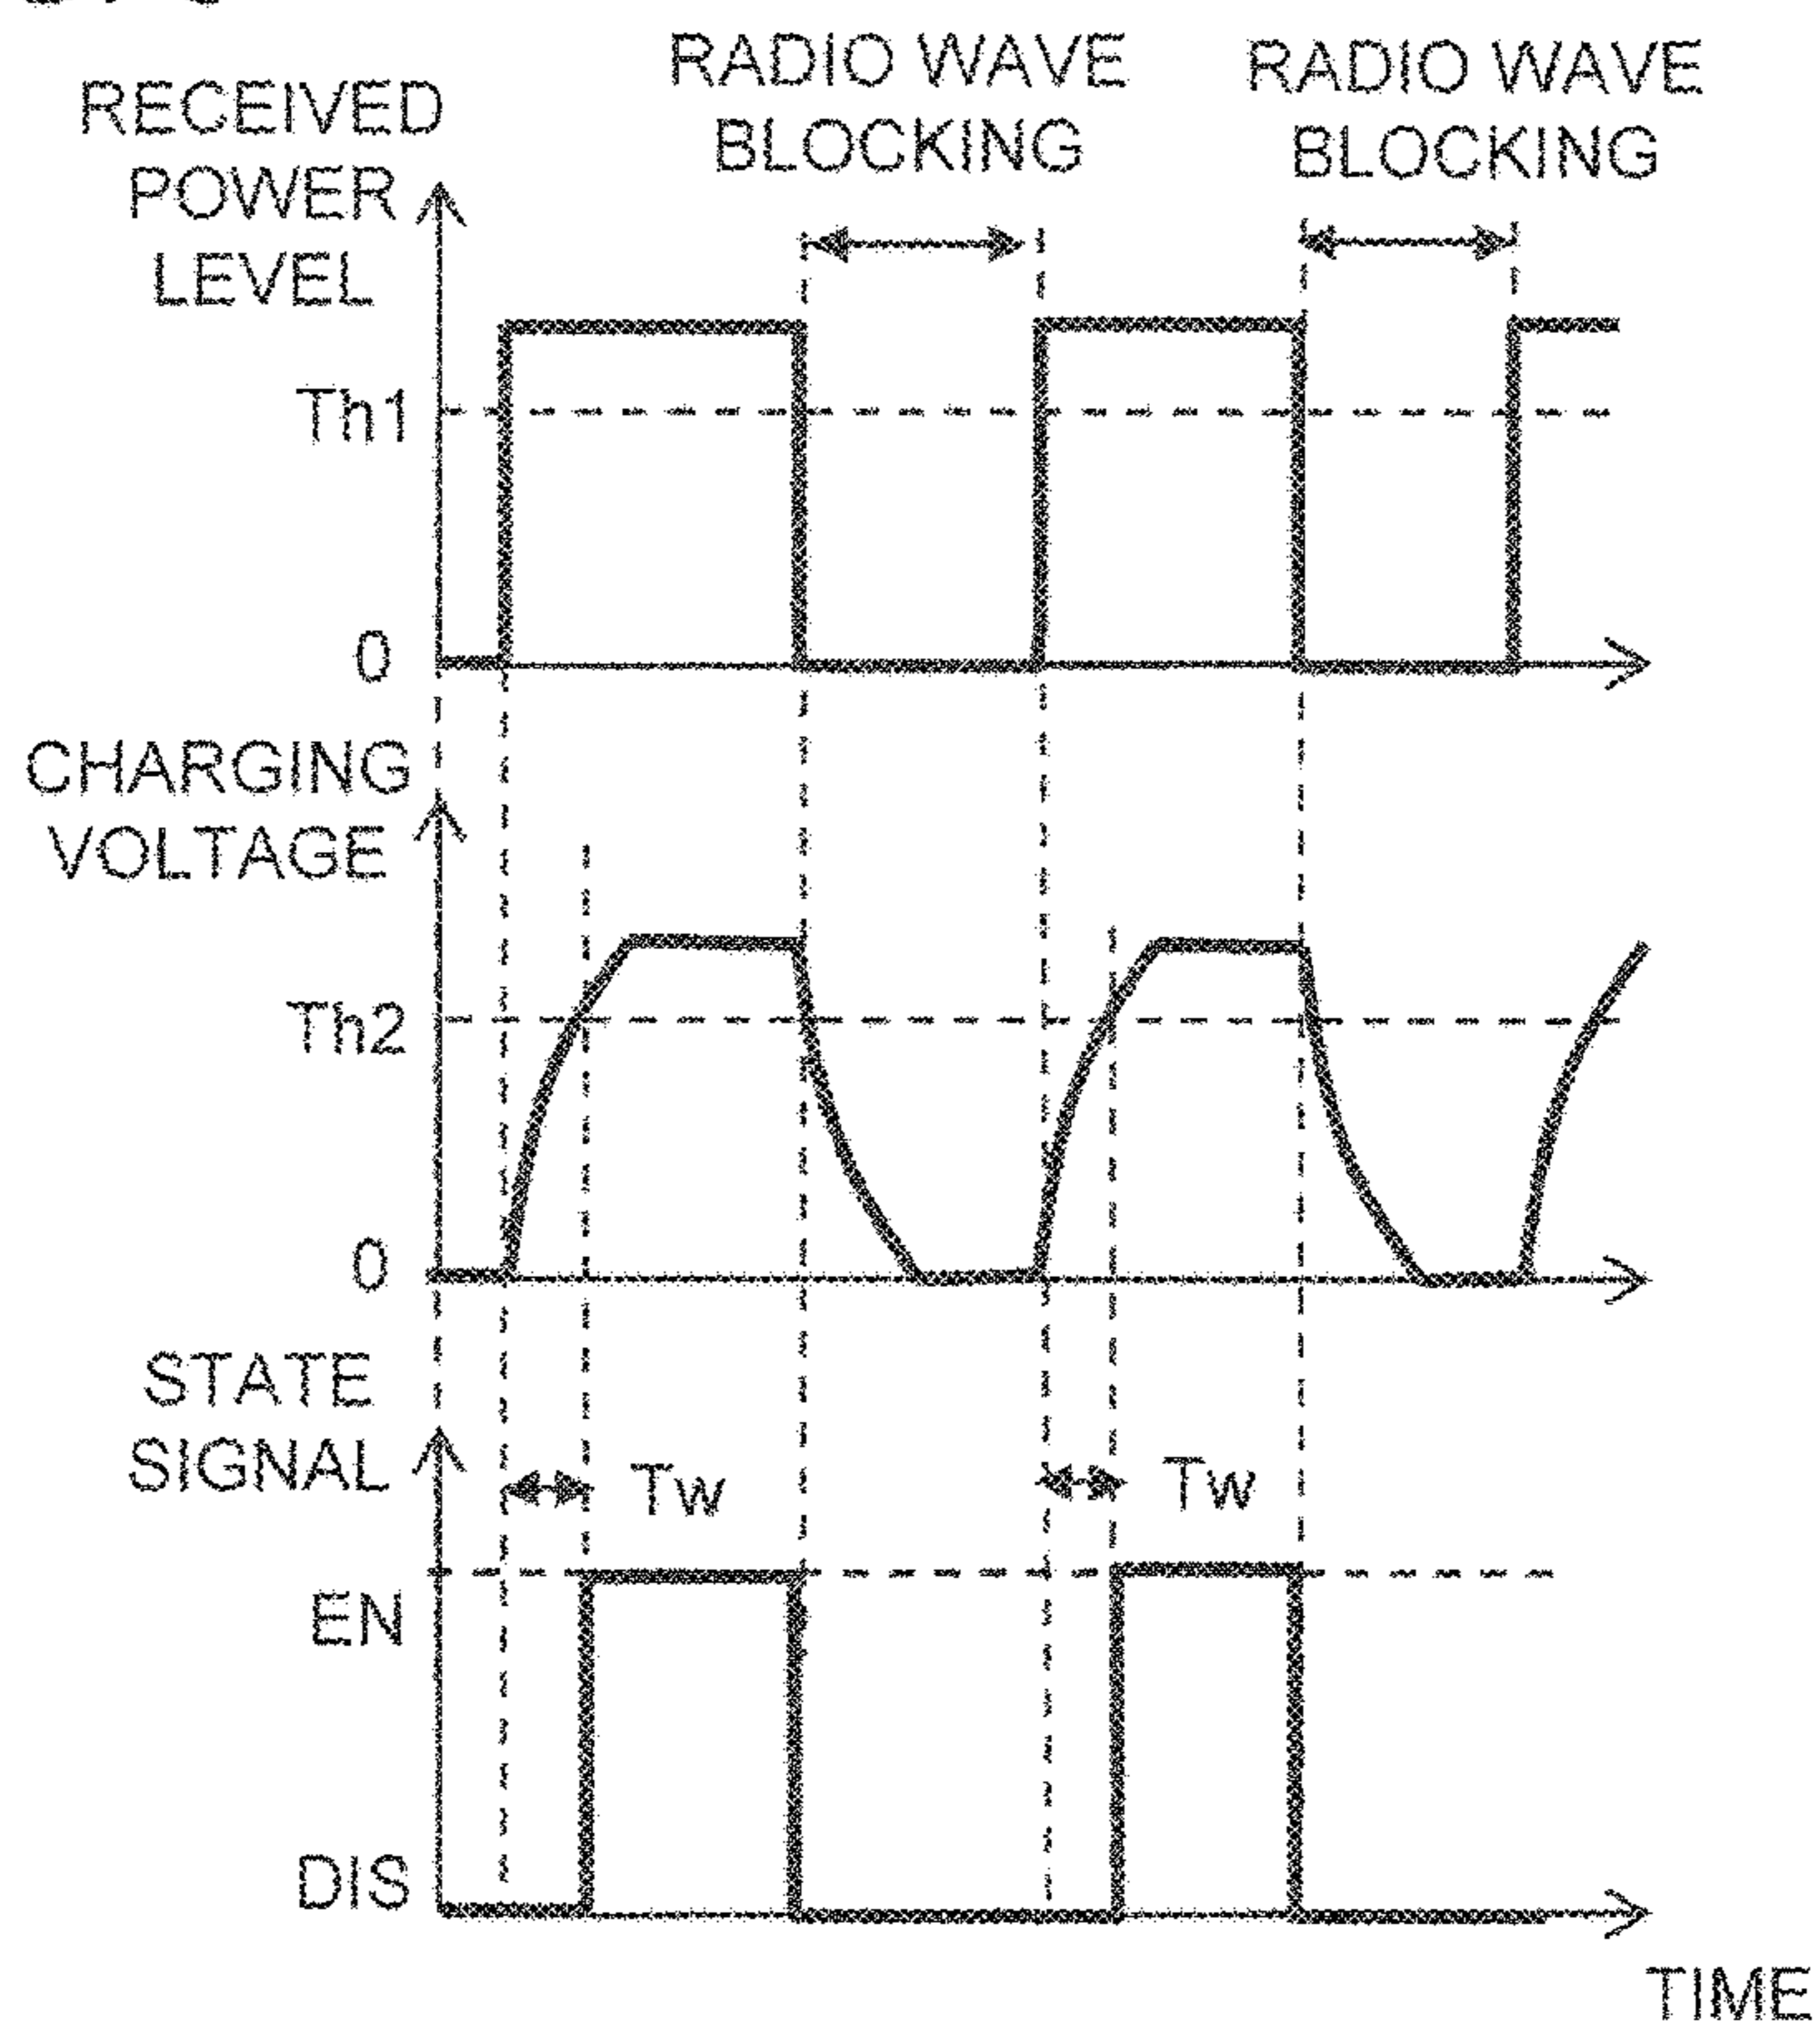 RADIO WAVE
BLOCKING
RADIO WAVE
BLOCKING
RECEIVED
POWER
LEVEL
Th1
0
CHARGING
VOLTAGE
Th2
0
STATE
SIGNAL
Tw
Tw
EN
DIS
TIME